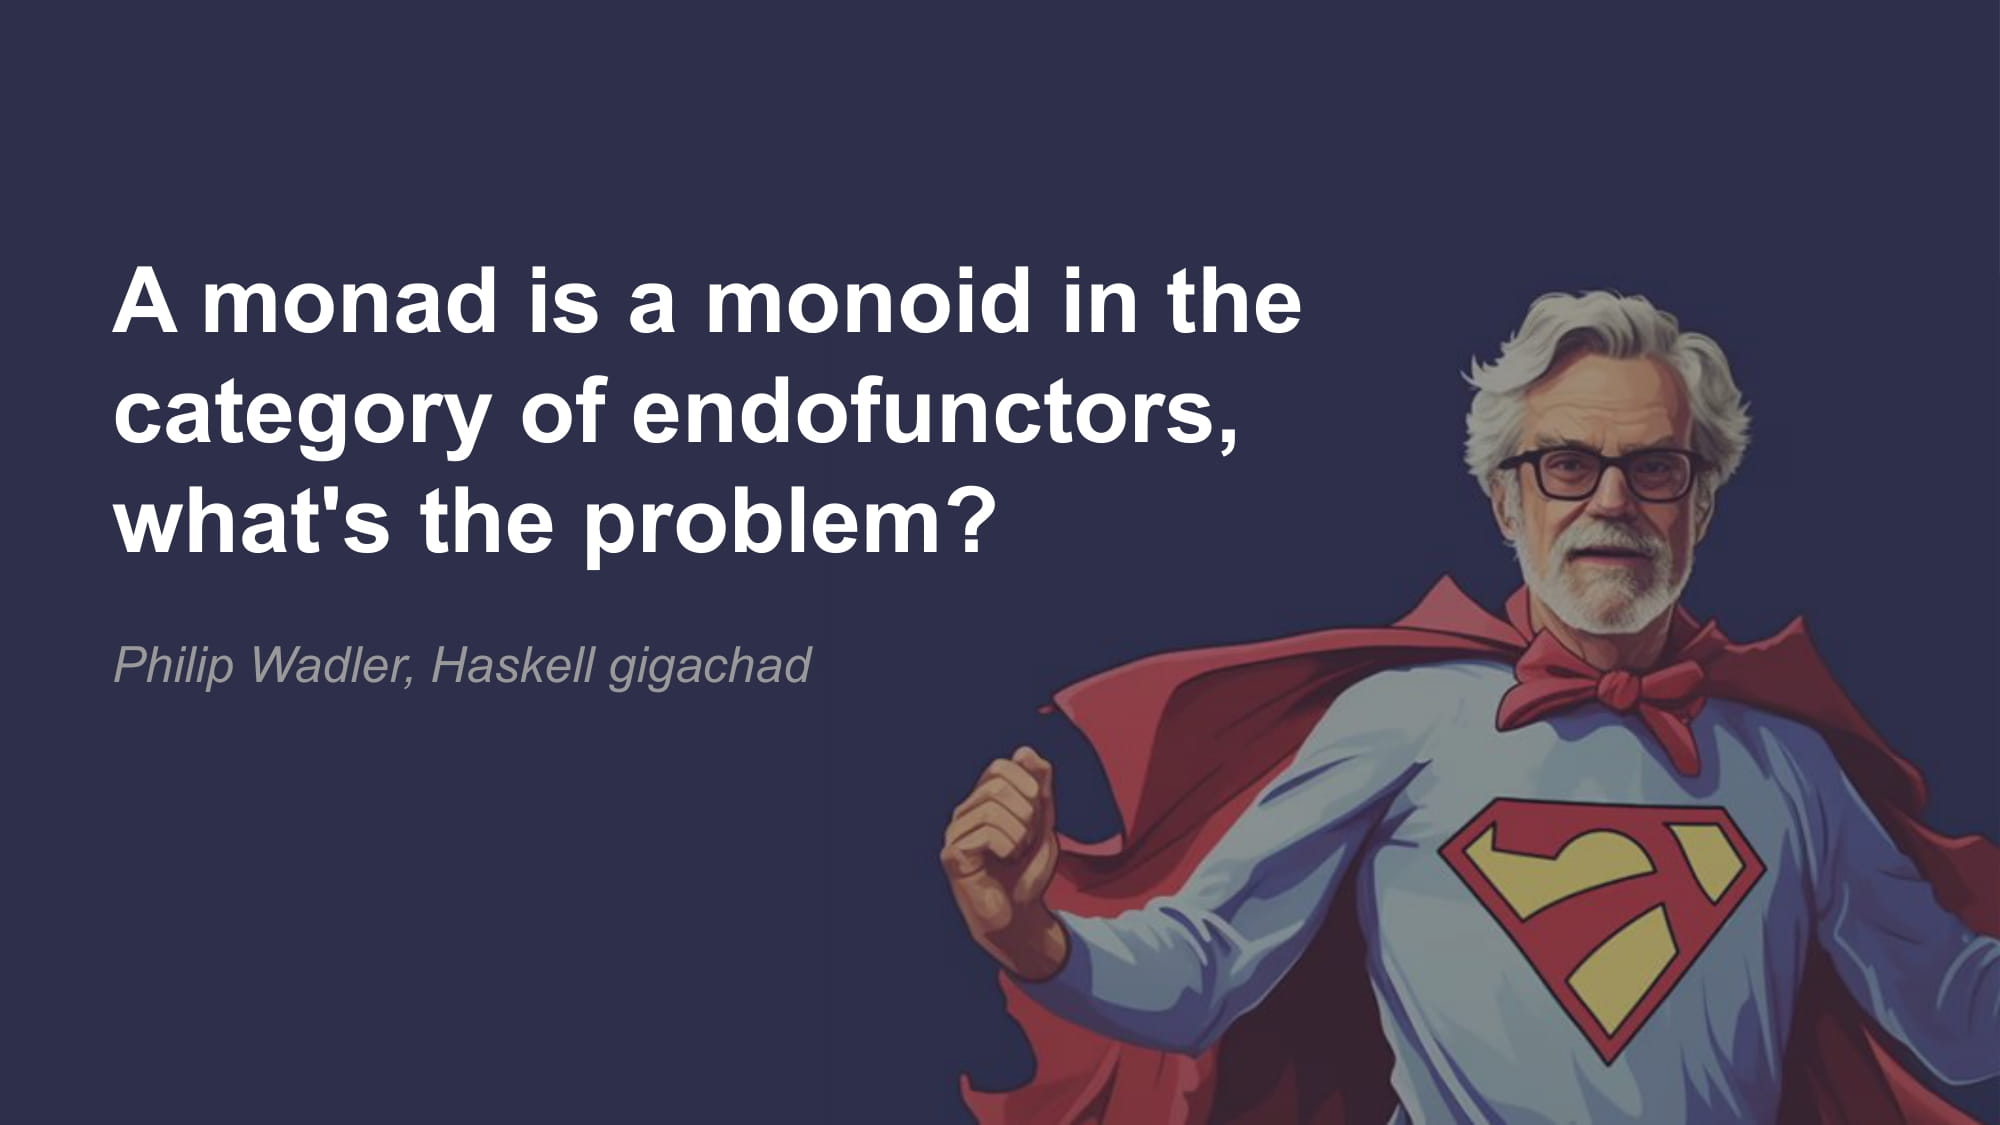 A monad is a monoid in the
category of endofunctors,
what's the problem?
Philip Wadler, Haskell gigachad